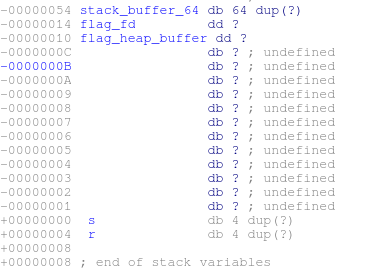 -00000054 stack_buffer_64 db 64 dup(?)
-00000014 flag_fd         dd ?
-00000010 flag_heap_buffer dd ?
-0000000C                 db ? ; undefined
-0000000B                 db ? ; undefined
-0000000A                 db ? ; undefined
-00000009                 db ? ; undefined
-00000008                 db ? ; undefined
-00000007                 db ? ; undefined
-00000006                 db ? ; undefined
-00000005                 db ? ; undefined
-00000004                 db ? ; undefined
-00000003                 db ? ; undefined
-00000002                 db ? ; undefined
-00000001                 db ? ; undefined
+00000000  s              db 4 dup(?)
+00000004  r              db 4 dup(?)
+00000008
+00000008 ; end of stack variables